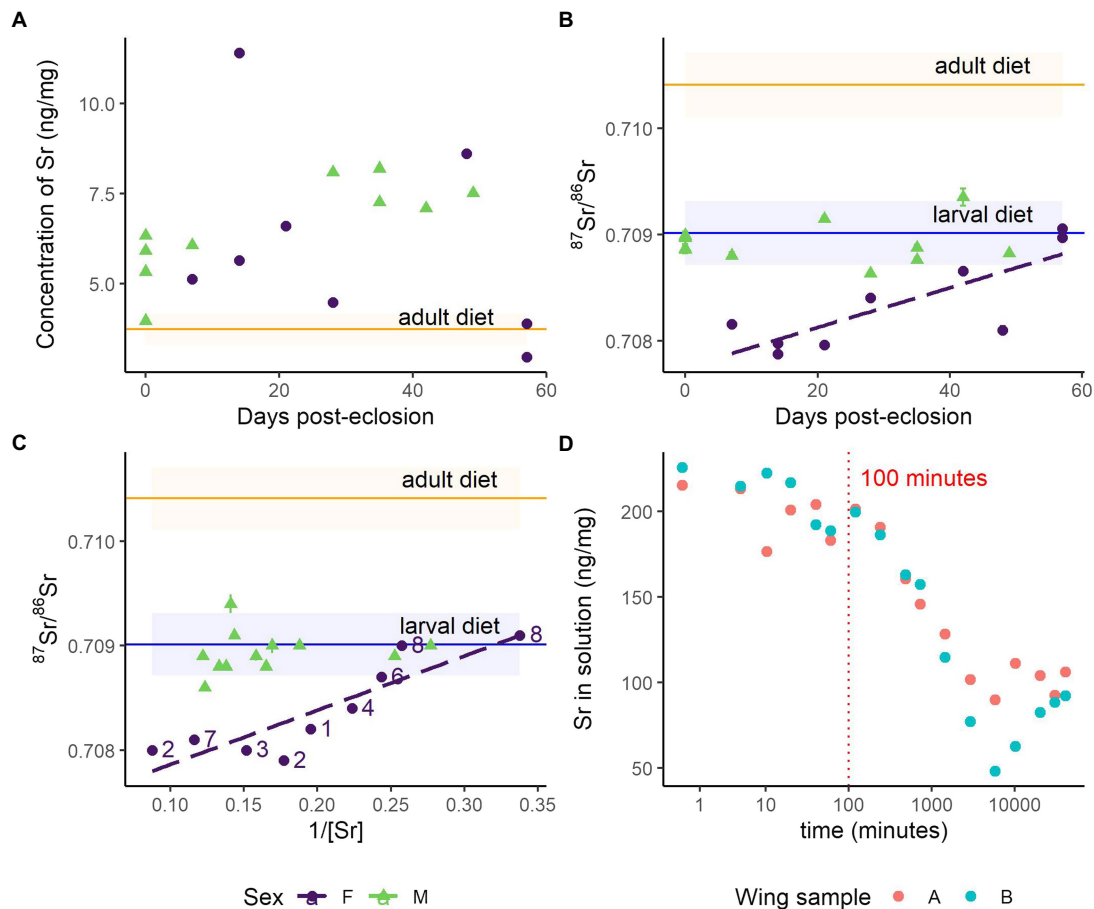 A
Concentration of Sr (ng/mg)
10.0
7.5
5.0
adult diet
0
20
40
60
Days post-eclosion
B
87Sr/86Sr
0.710
0.709
0.708
adult diet
larval diet
0
20
40
60
Days post-eclosion
C
87Sr/86Sr
0.710
0.709
0.708
adult diet
larval diet
2
7
3
2
1
4
6
8
8
0.10
0.15
0.20
0.25
0.30
0.35
1/[Sr]
D
Sr in solution (ng/mg)
200
150
100
50
100 minutes
1
10
100
1000
10000
time (minutes)
Sex
a F
a M
Wing sample
A
B